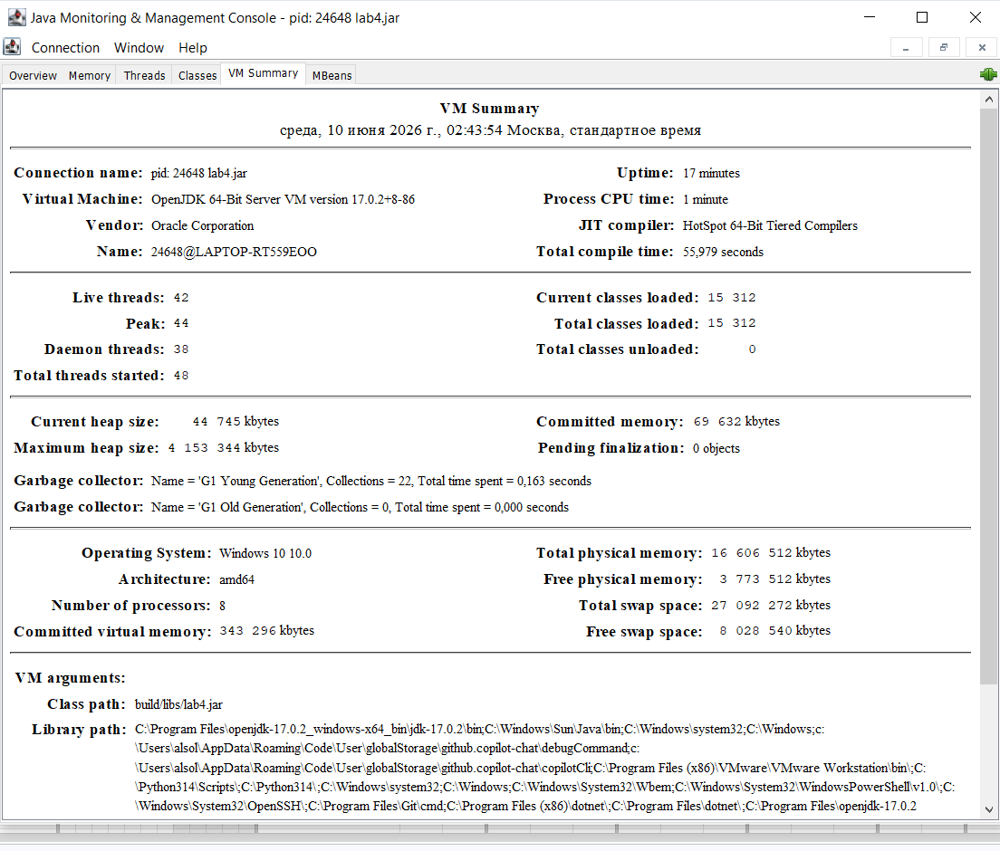 Java Monitoring & Management Console - pid: 24648 lab4.jar
Connection Window Help
Overview Memory Threads Classes VM Summary MBeans
VM Summary
среда, 10 июня 2026 г., 02:43:54 Москва, стандартное время
Connection name: pid: 24648 lab4.jar Uptime: 17 minutes
Virtual Machine: OpenJDK 64-Bit Server VM version 17.0.2+8-86 Process CPU time: 1 minute
Vendor: Oracle Corporation JIT compiler: HotSpot 64-Bit Tiered Compilers
Name: 24648@LAPTOP-RT559EOO Total compile time: 55,979 seconds
Live threads: 42 Current classes loaded: 15 312
Peak: 44 Total classes loaded: 15 312
Daemon threads: 38 Total classes unloaded: 0
Total threads started: 48
Current heap size: 44 745 kbytes Committed memory: 69 632 kbytes
Maximum heap size: 4 153 344 kbytes Pending finalization: 0 objects
Garbage collector: Name = 'G1 Young Generation', Collections = 22, Total time spent = 0,163 seconds
Garbage collector: Name = 'G1 Old Generation', Collections = 0, Total time spent = 0,000 seconds
Operating System: Windows 10 10.0 Total physical memory: 16 606 512 kbytes
Architecture: amd64 Free physical memory: 3 773 512 kbytes
Number of processors: 8 Total swap space: 27 092 272 kbytes
Committed virtual memory: 343 296 kbytes Free swap space: 8 028 540 kbytes
VM arguments:
Class path: build/libs/lab4.jar
Library path: C:\Program Files\openjdk-17.0.2_windows-x64_bin\jdk-17.0.2\bin;C:\Windows\Sun\Java\bin;C:\Windows\system32;C:\Windows;c:
\Users\alsol\AppData\Roaming\Code\User\globalStorage\github.copilot-chat\debugCommand;c:
\Users\alsol\AppData\Roaming\Code\User\globalStorage\github.copilot-chat\copilotCli;C:\Program Files (x86)\VMware\VMware Workstation\bin\;C:
\Python314\Scripts\;C:\Python314\;C:\Windows\system32;C:\Windows;C:\Windows\System32\Wbem;C:\Windows\System32\WindowsPowerShell\v1.0\;C:
\Windows\System32\OpenSSH\;C:\Program Files\Git\cmd;C:\Program Files (x86)\dotnet\;C:\Program Files\dotnet\;C:\Program Files\openjdk-17.0.2